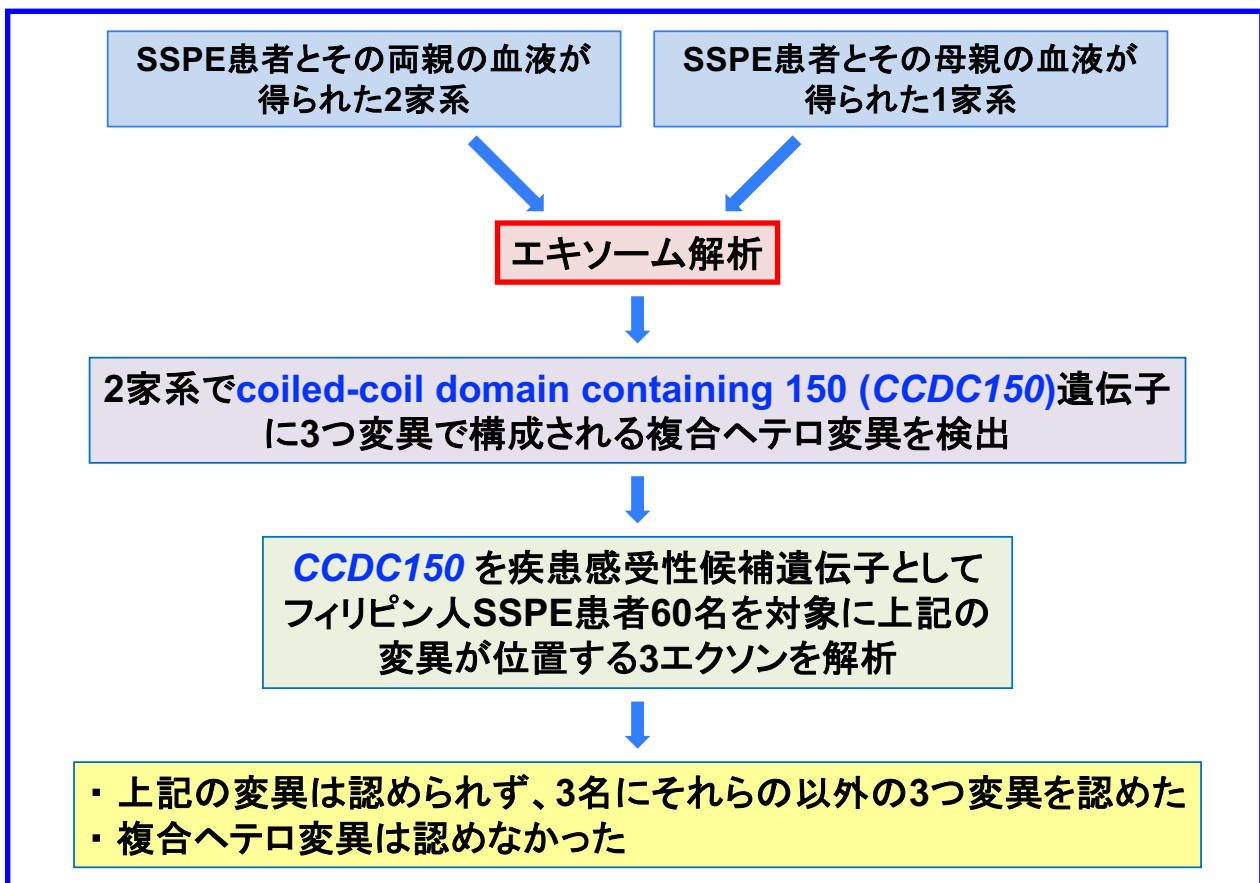 SSPE患者とその両親の血液が
得られた2家系
SSPE患者とその母親の血液が
得られた1家系
エキソーム解析
2家系でcoiled-coil domain containing 150 (CCDC150)遺伝子
に3つ変異で構成される複合ヘテロ変異を検出
CCDC150 を疾患感受性候補遺伝子として
フィリピン人SSPE患者60名を対象に上記の
変異が位置する3エクソンを解析
・ 上記の変異は認められず、3名にそれらの以外の3つ変異を認めた
・ 複合ヘテロ変異は認めなかった